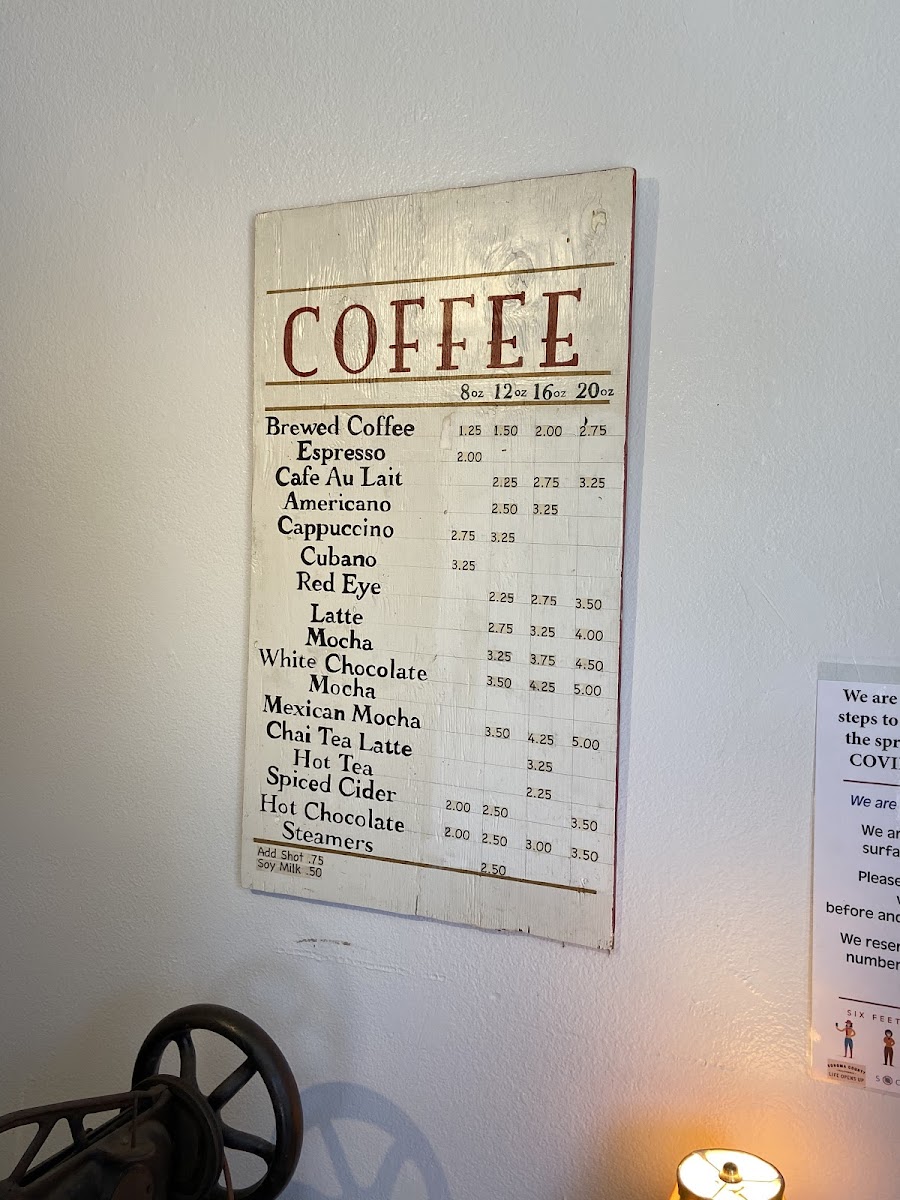 COFFEE
8oz 12oz 16oz 20oz
Brewed Coffee 1.25 1.50 2.00 2.75
Espresso 2.00
Cafe Au Lait 2.25 2.75 3.25
Americano 2.50 3.25
Cappuccino 2.75 3.25
Cubano 3.25
Red Eye 2.25 2.75 3.50
Latte 2.75 3.25 4.00
Mocha 3.25 3.75 4.50
White Chocolate 3.50 4.25 5.00
Mocha
Mexican Mocha 3.50 4.25 5.00
Chai Tea Latte 3.25
Hot Tea 2.25
Spiced Cider 2.00 2.50 3.50
Hot Chocolate 2.00 2.50 3.00 3.50
Steamers 2.50
Add Shot .75
Soy Milk .50
We are
steps to
the spr
COVI
We are
We ar
surfa
Please
before and
We reser
number
SIX FEET
SONOMA COUNTY
LIFE OPENS UP